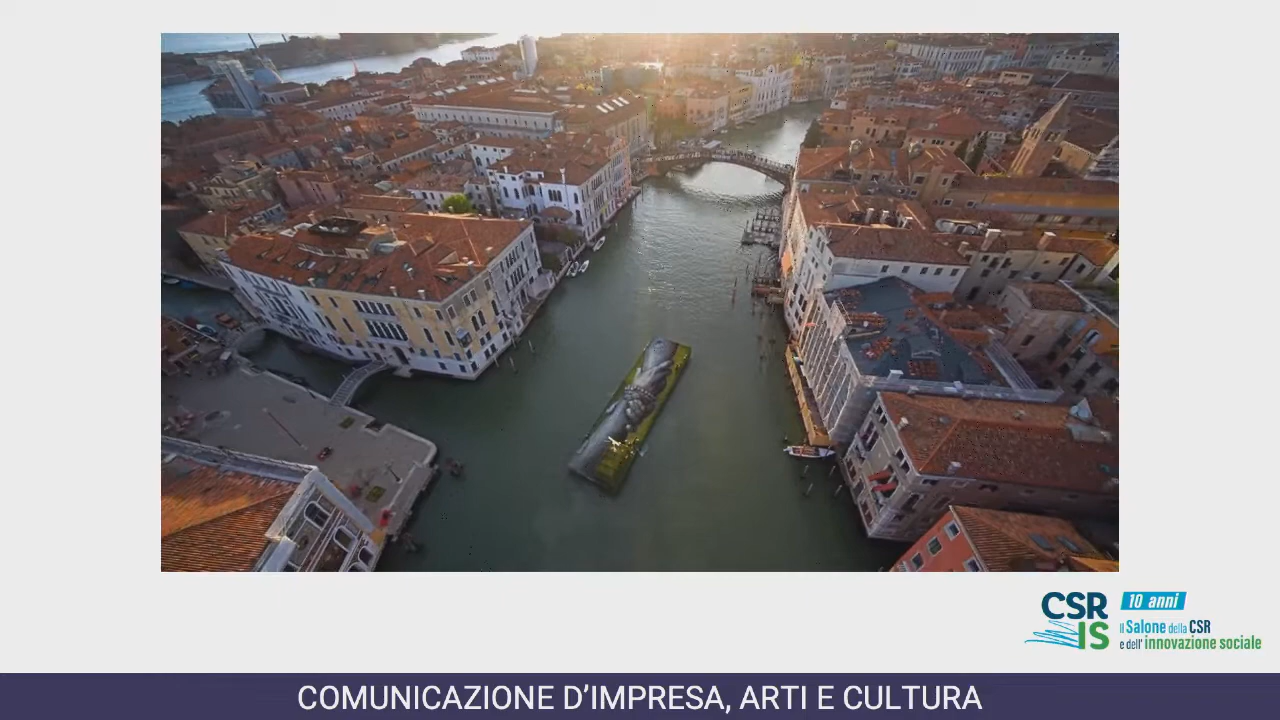 CSR
IS
10 anni
Il Salone della CSR
e dell'innovazione sociale
COMUNICAZIONE D'IMPRESA, ARTI E CULTURA